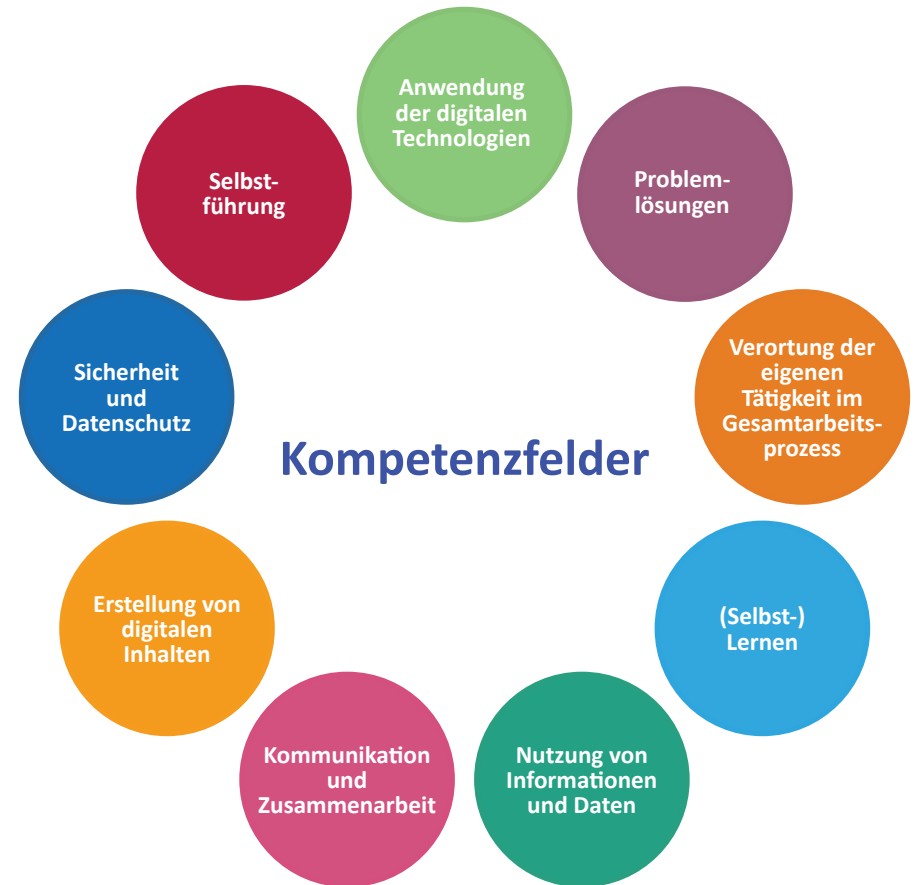 Anwendung
der digitalen
Technologien
Problem-
lösungen
Verortung der
eigenen
Tätigkeit im
Gesamtarbeits-
prozess
(Selbst-)
Lernen
Nutzung von
Informationen
und Daten
Kommunikation
und
Zusammenarbeit
Erstellung von
digitalen
Inhalten
Sicherheit
und
Datenschutz
Selbst-
führung
Kompetenzfelder